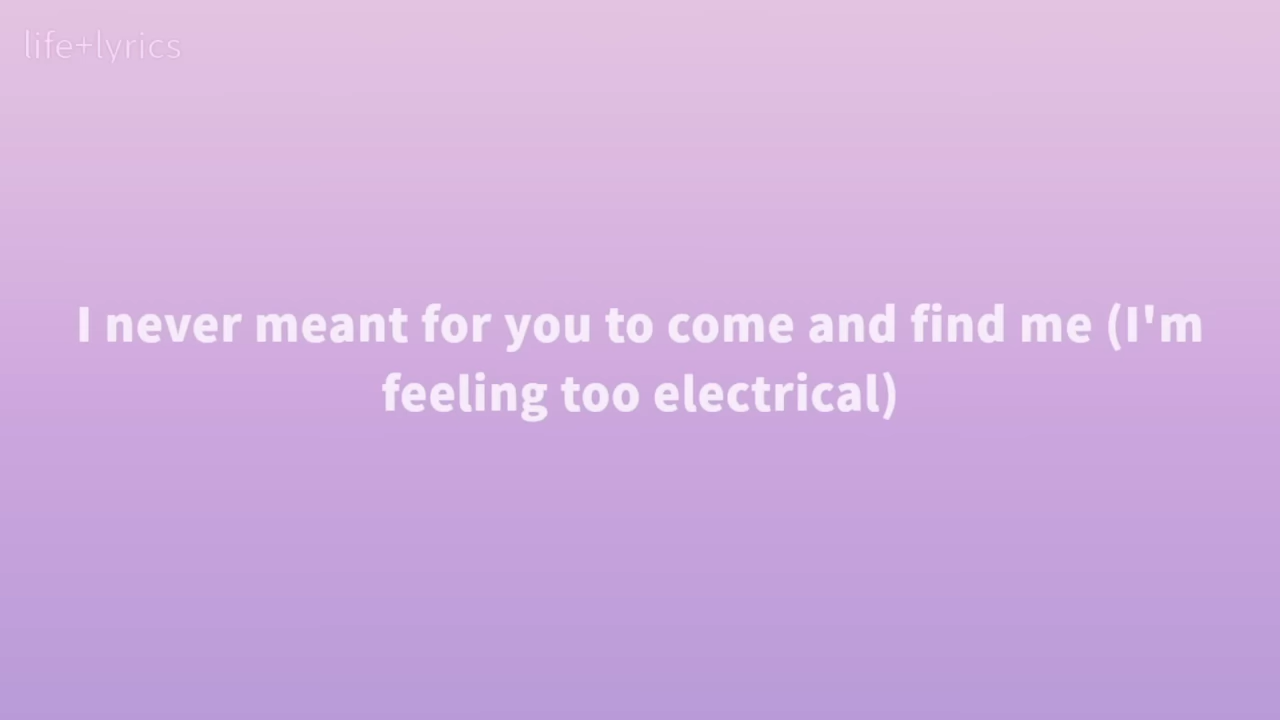 life+lyrics
I never meant for you to come and find me (I'm
feeling too electrical)